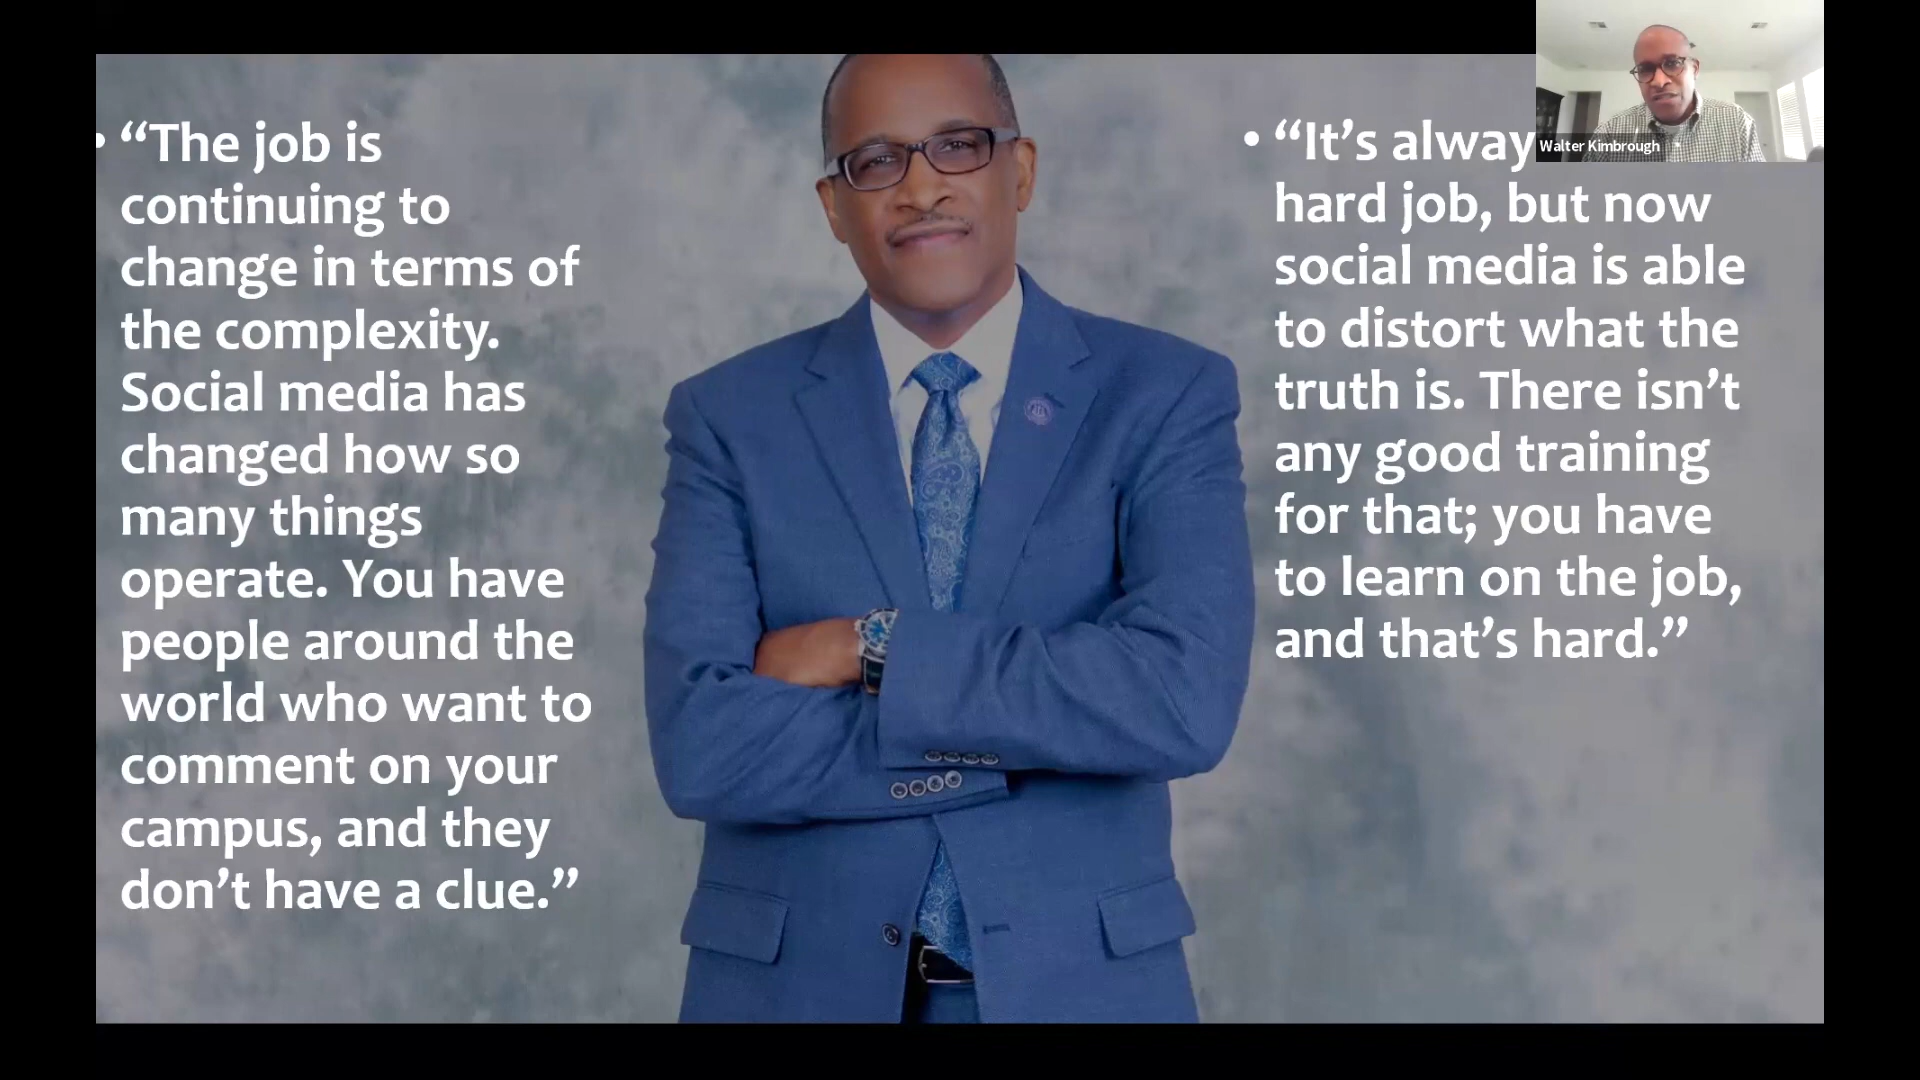 • “The job is
continuing to
change in terms of
the complexity.
Social media has
changed how so
many things
operate. You have
people around the
world who want to
comment on your
campus, and they
don’t have a clue.”
• “It’s alway
hard job, but now
social media is able
to distort what the
truth is. There isn’t
any good training
for that; you have
to learn on the job,
and that’s hard.”
Walter Kimbrough